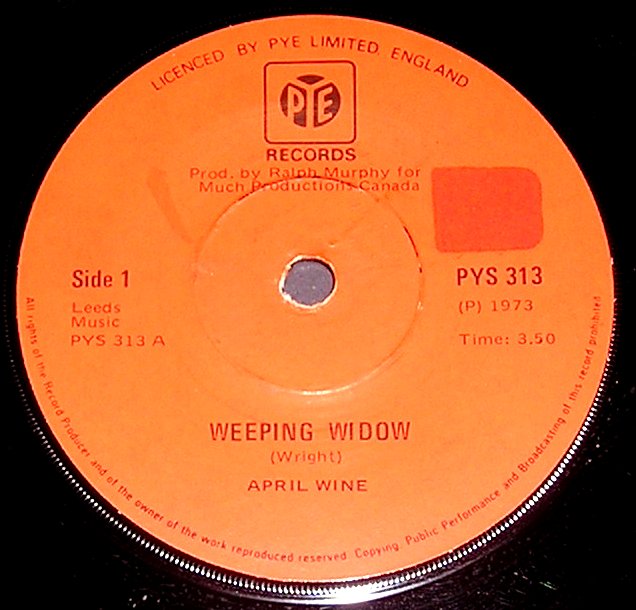 LICENCED BY PYE LIMITED, ENGLAND
PYE
RECORDS
Prod. by Ralph Murphy for
Much Productions Canada
Side 1
PYS 313
Leeds
Music
PYS 313 A
(P) 1973
Time: 3.50
WEEPING WIDOW
(Wright)
APRIL WINE
All rights of the Record Producer and of the owner of the work reproduced reserved. Copying, Public Performance and Broadcasting of this record prohibited